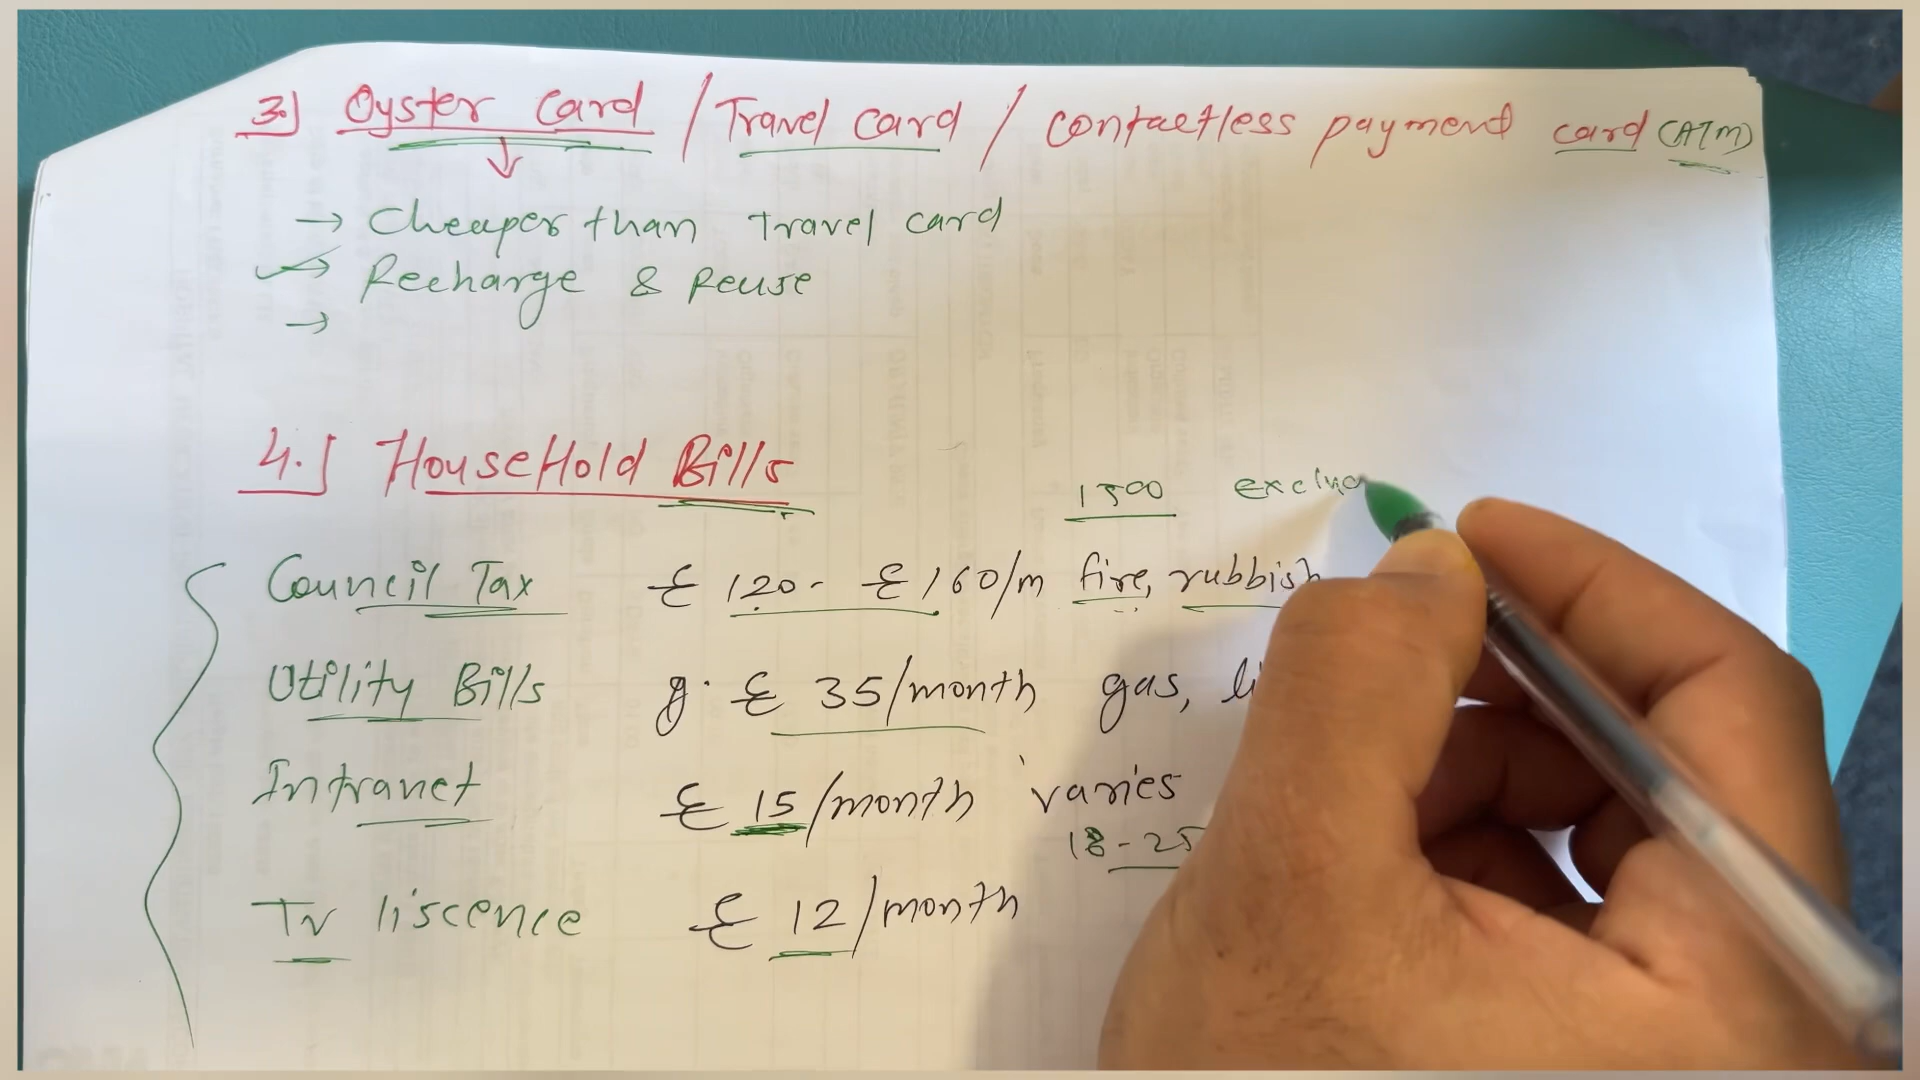 3.) Oyster Card / Travel card / contactless payment card (ATM)
→ Cheaper than Travel card
→ Recharge & Reuse
→
4.] HouseHold Bills
1500 exclud
Council Tax £ 120 - £ 160/m fire, rubbish
Utility Bills g. £ 35/month gas, li
Intranet £ 15/month varies
18-25
TV liscence £ 12/month